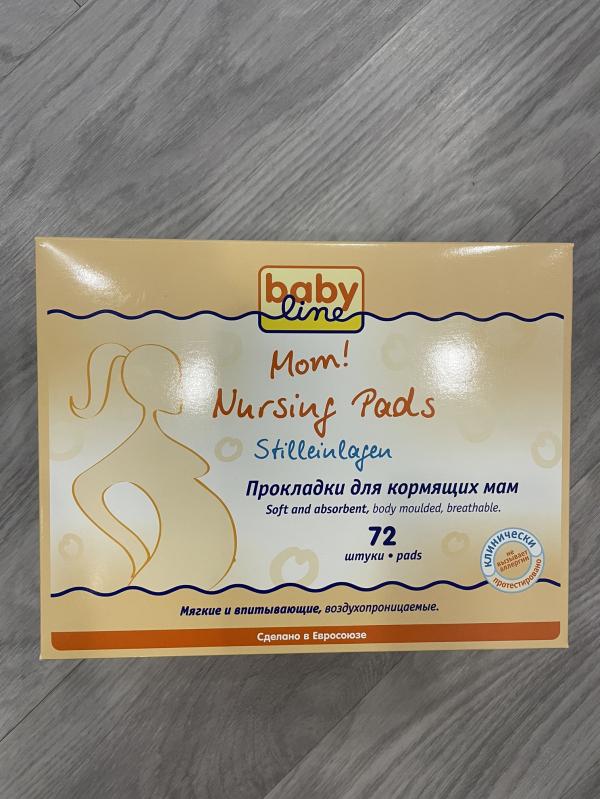 baby
line
Mom!
Nursing Pads
Stilleinlagen
Прокладки для кормящих мам
Soft and absorbent, body moulded, breathable.
72
штуки • pads
клинически
не
вызывает
аллергии
протестировано
Мягкие и впитывающие, воздухопроницаемые.
Сделано в Евросоюзе